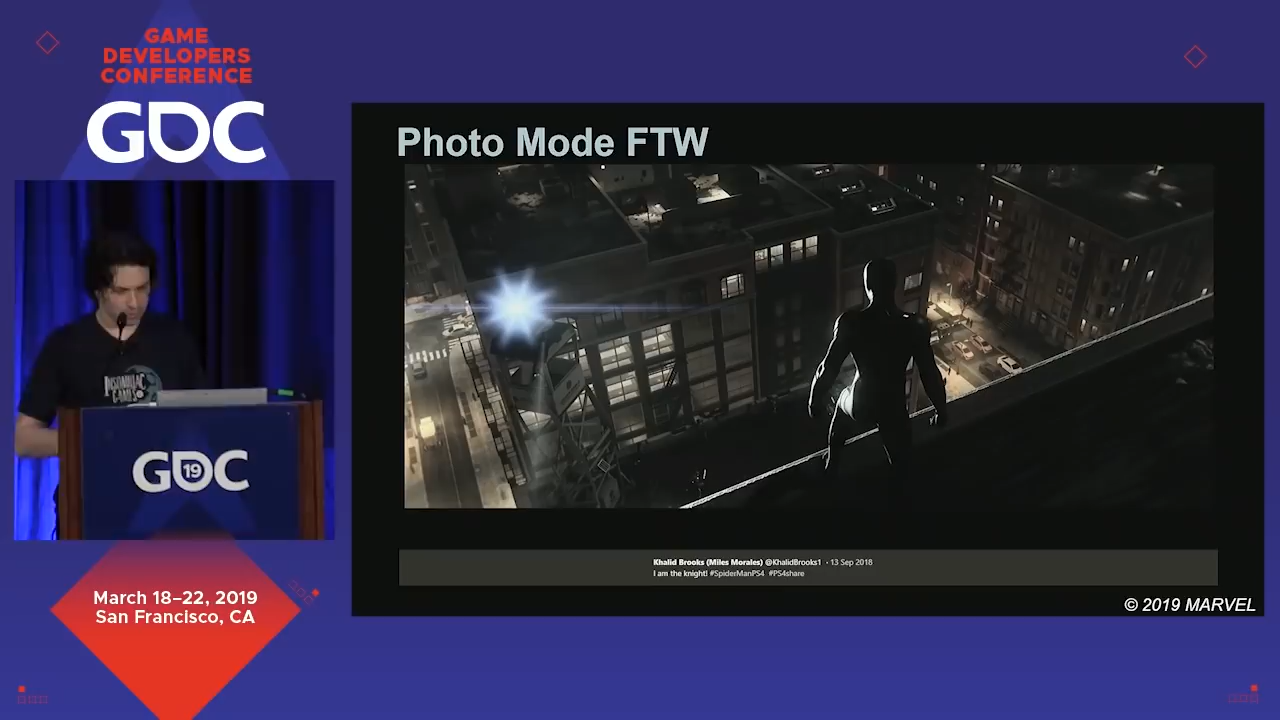 GAME
DEVELOPERS
CONFERENCE
GDC
INSOMNIAC
GAMES
GDC
19
March 18–22, 2019
San Francisco, CA
Photo Mode FTW
Khalid Brooks (Miles Morales) @KhalidBrooks1 · 13 Sep 2018
I am the knight! #SpiderManPS4 #PS4share
© 2019 MARVEL